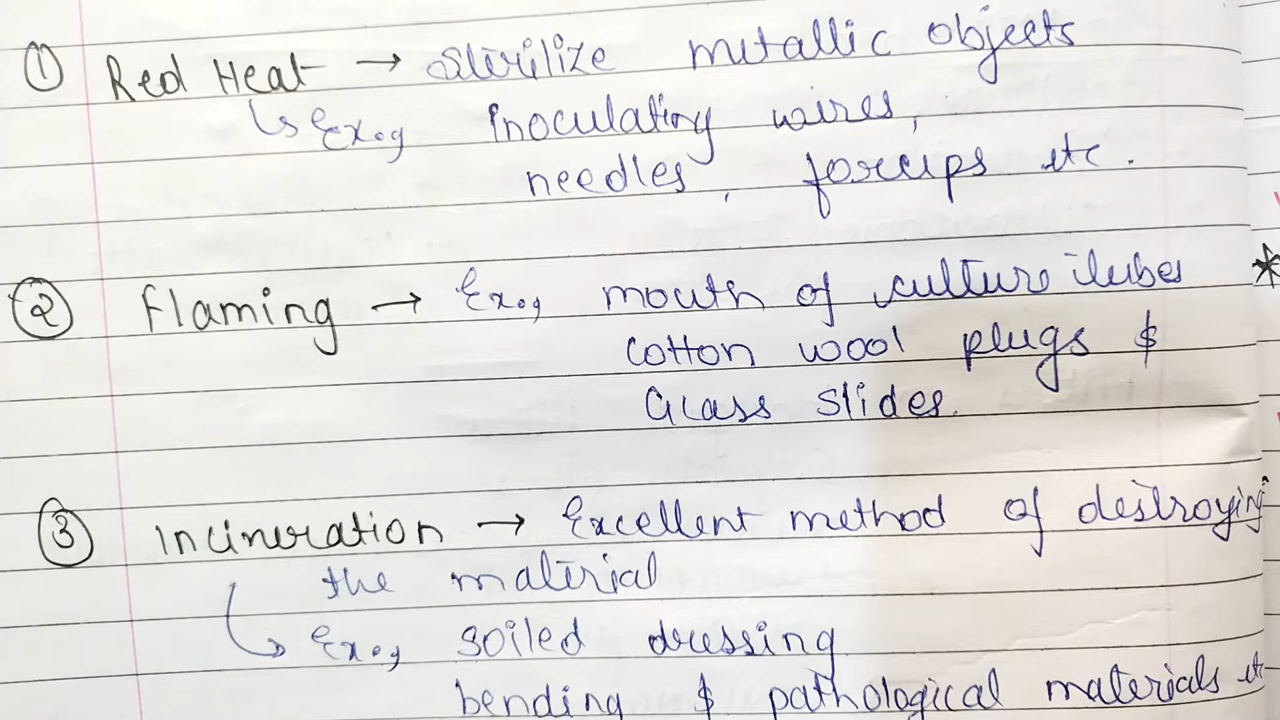 ① Red Heat → Sterilize metallic objects
↳ Ex.g inoculating wires,
needles, forceps etc.
② Flaming → Ex.g mouth of culture tubes *
cotton wool plugs &
Glass slides.
③ Incineration → Excellent method of destroying
the material
↳ Ex.g soiled dressing
bending & pathological materials etc